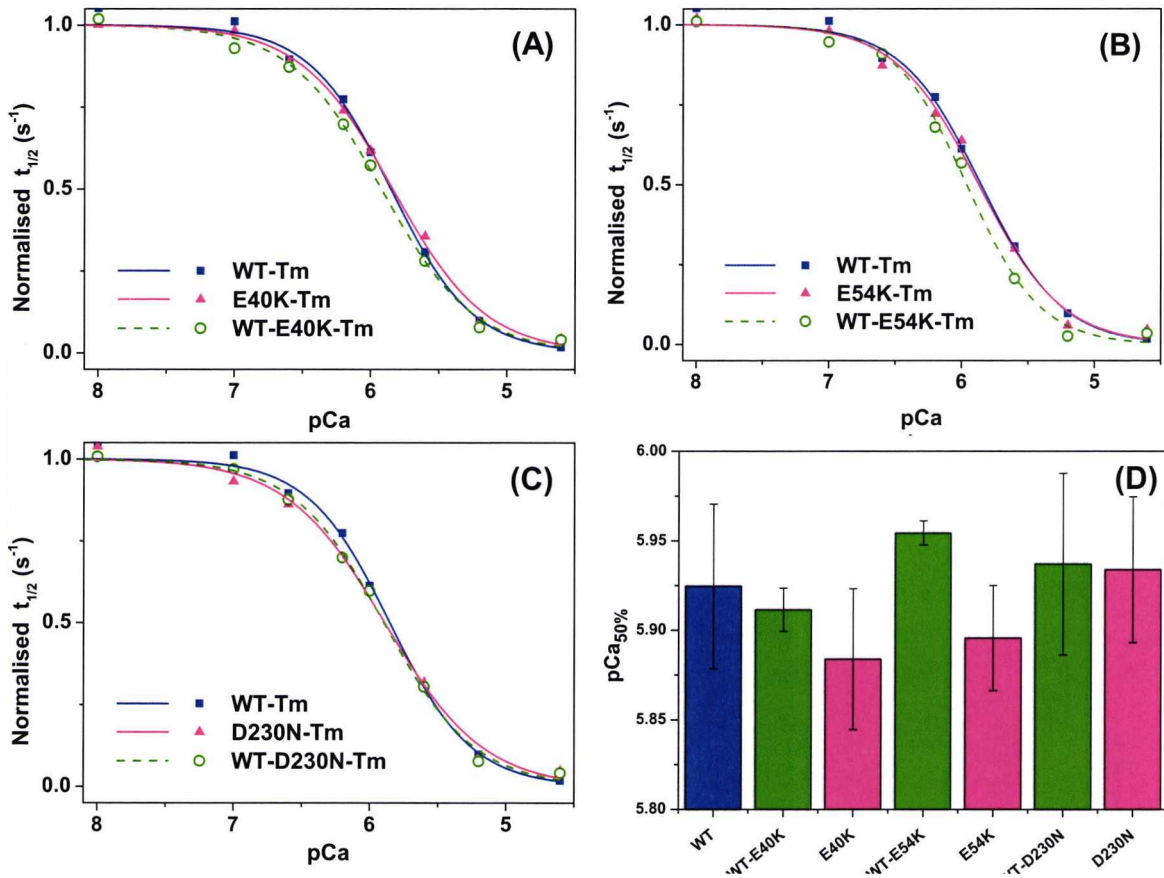 (A)
1.0
0.5
0.0
Normalised t1/2 (s-1)
WT-Tm
E40K-Tm
WT-E40K-Tm
8 7 6 5
pCa
(B)
1.0
0.5
0.0
Normalised t1/2 (s-1)
WT-Tm
E54K-Tm
WT-E54K-Tm
8 7 6 5
pCa
(C)
1.0
0.5
0.0
Normalised t1/2 (s-1)
WT-Tm
D230N-Tm
WT-D230N-Tm
8 7 6 5
pCa
(D)
6.00
5.95
5.90
5.85
5.80
pCa50%
WT
WT-E40K
E40K
WT-E54K
E54K
WT-D230N
D230N